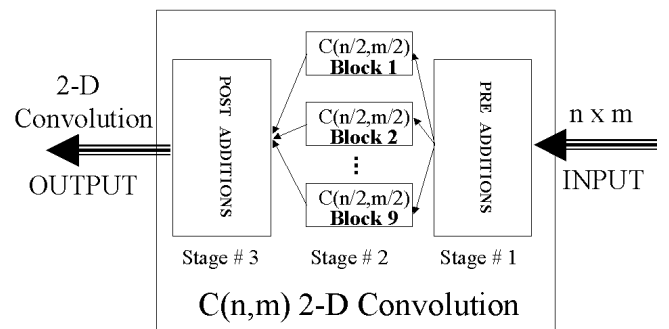 C(n/2,m/2)
Block 1
2-D
Convolution
OUTPUT
POST ADDITIONS
C(n/2,m/2)
Block 2
...
C(n/2,m/2)
Block 9
PRE ADDITIONS
n x m
INPUT
Stage # 3
Stage # 2
Stage # 1
C(n,m) 2-D Convolution